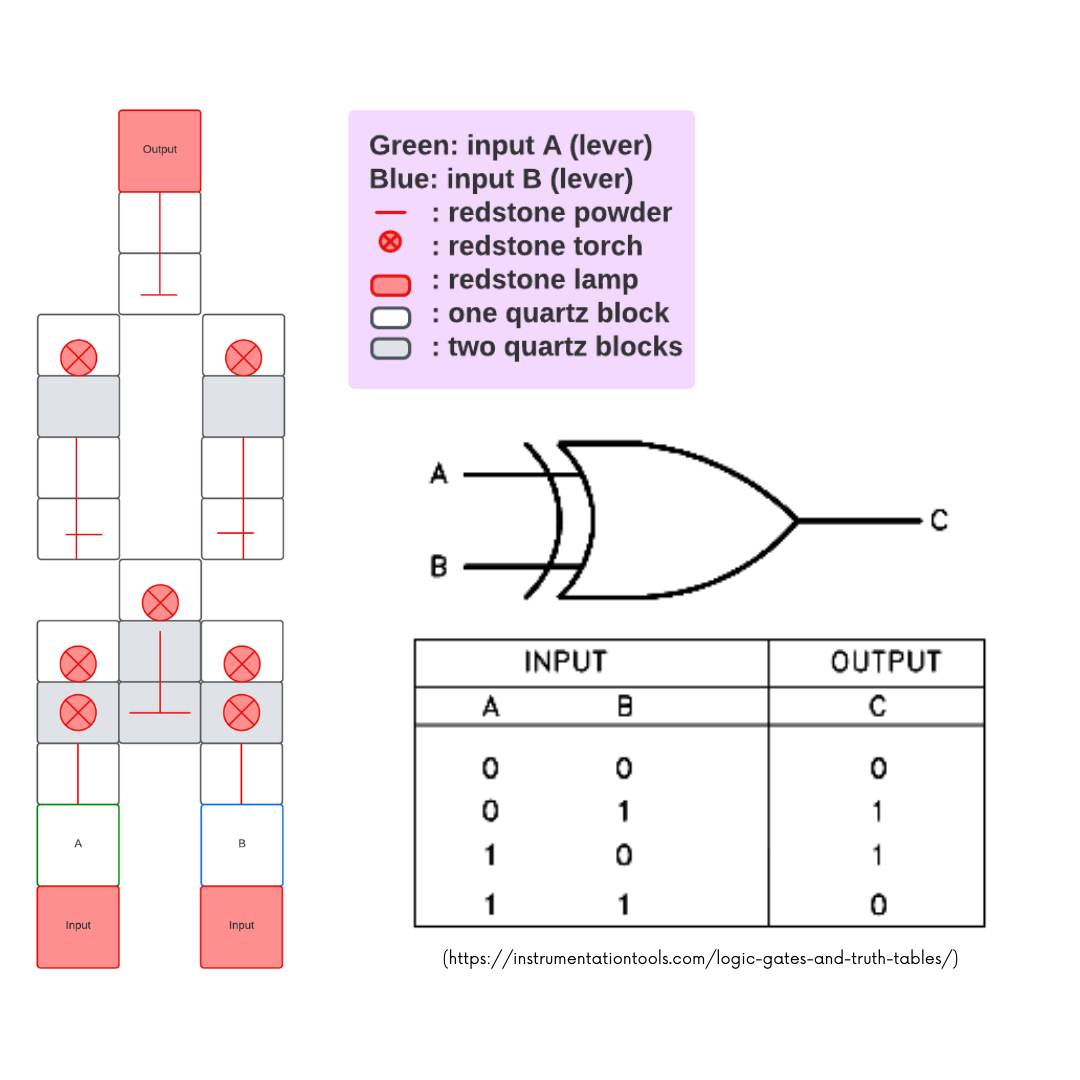 Output
A
B
Input
Input
Green: input A (lever)
Blue: input B (lever)
: redstone powder
: redstone torch
: redstone lamp
: one quartz block
: two quartz blocks
A
B
C
INPUT OUTPUT
A B C
0 0 0
0 1 1
1 0 1
1 1 0
(https://instrumentationtools.com/logic-gates-and-truth-tables/)